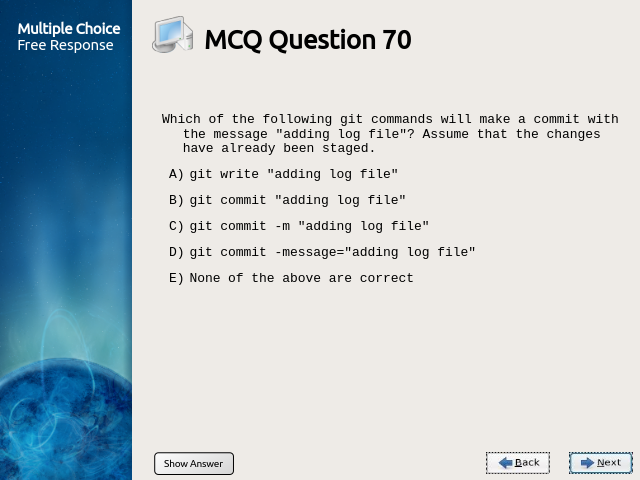 Multiple Choice
Free Response
MCQ Question 70
Which of the following git commands will make a commit with
the message "adding log file"? Assume that the changes
have already been staged.
A) git write "adding log file"
B) git commit "adding log file"
C) git commit -m "adding log file"
D) git commit -message="adding log file"
E) None of the above are correct
Show Answer
Back
Next